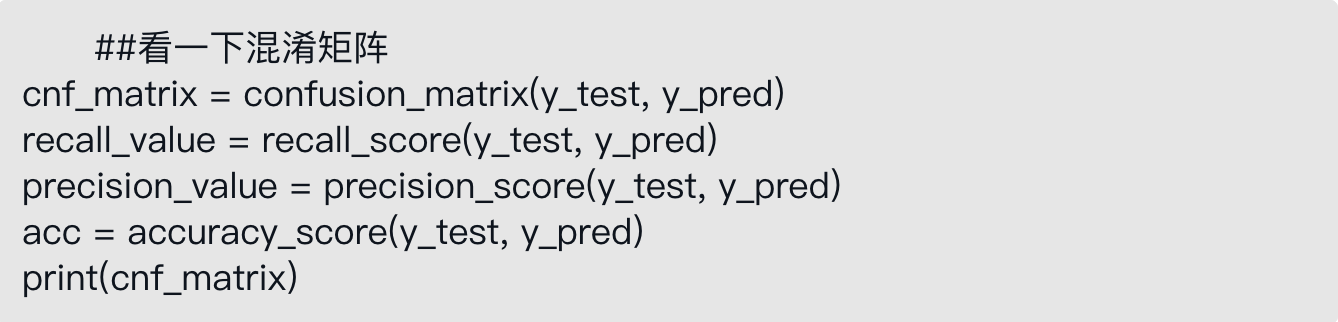 ##看一下混淆矩阵
cnf_matrix = confusion_matrix(y_test, y_pred)
recall_value = recall_score(y_test, y_pred)
precision_value = precision_score(y_test, y_pred)
acc = accuracy_score(y_test, y_pred)
print(cnf_matrix)